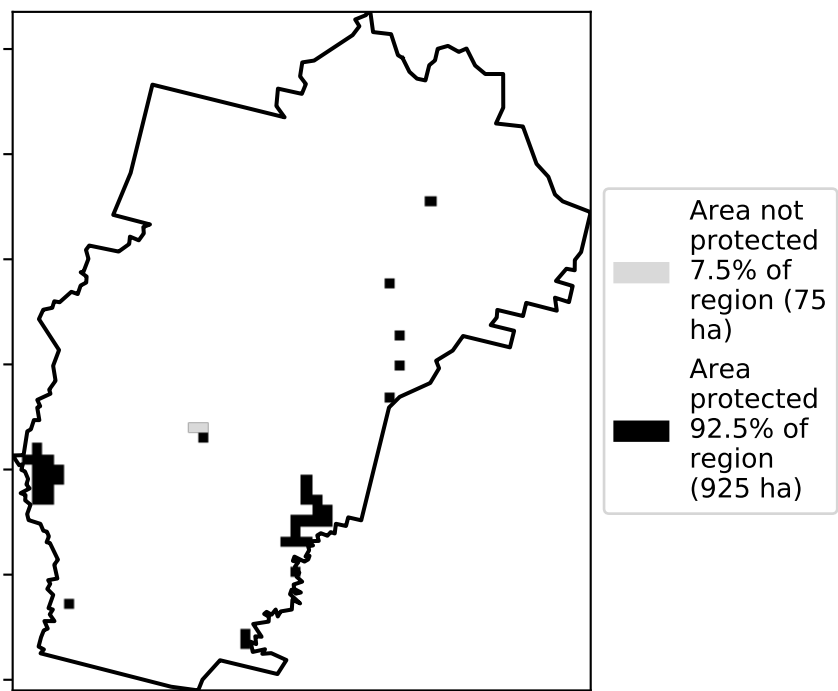 Area not
protected
7.5% of
region (75
ha)
Area
protected
92.5% of
region
(925 ha)